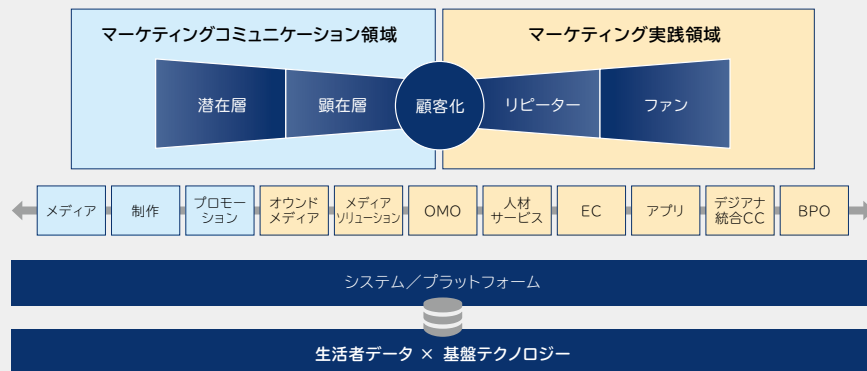 マーケティングコミュニケーション領域
マーケティング実践領域
潜在層
顕在層
顧客化
リピーター
ファン
メディア
制作
プロモー
ション
オウンド
メディア
メディア
ソリューション
OMO
人材
サービス
EC
アプリ
デジアナ
統合CC
BPO
システム／プラットフォーム
生活者データ × 基盤テクノロジー